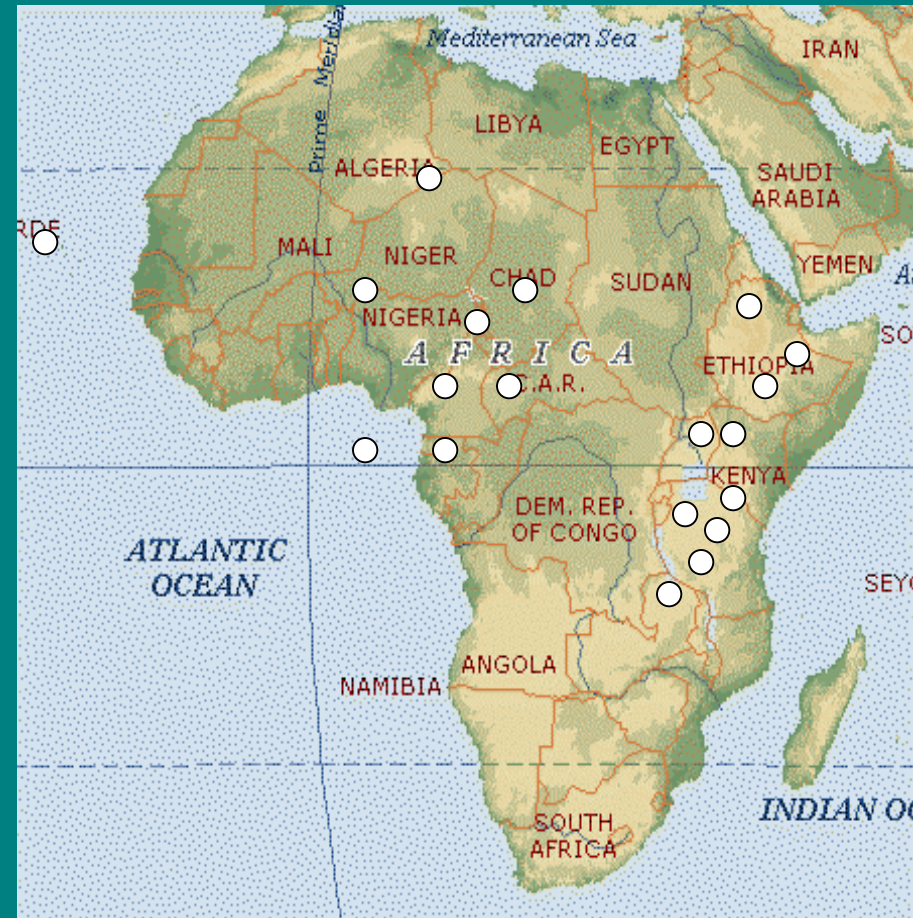 Mediterranean Sea
IRAN
Prime Meridian
LIBYA
EGYPT
ALGERIA
SAUDI
ARABIA
RDE
MALI
NIGER
CHAD
SUDAN
YEMEN
A
NIGERIA
SO
AFRICA
ETHIOPIA
C.A.R.
KENYA
DEM. REP.
OF CONGO
ATLANTIC
OCEAN
SEY
ANGOLA
NAMIBIA
INDIAN OC
SOUTH
AFRICA